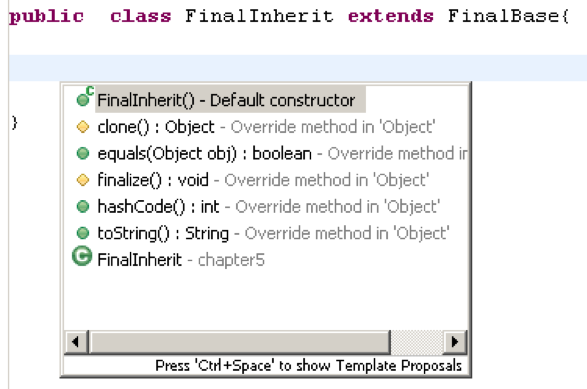 public class FinalInherit extends FinalBase{
FinalInherit() - Default constructor
clone() : Object - Override method in 'Object'
equals(Object obj) : boolean - Override method in
finalize() : void - Override method in 'Object'
hashCode() : int - Override method in 'Object'
toString() : String - Override method in 'Object'
FinalInherit - chapter5
}
Press 'Ctrl+Space' to show Template Proposals